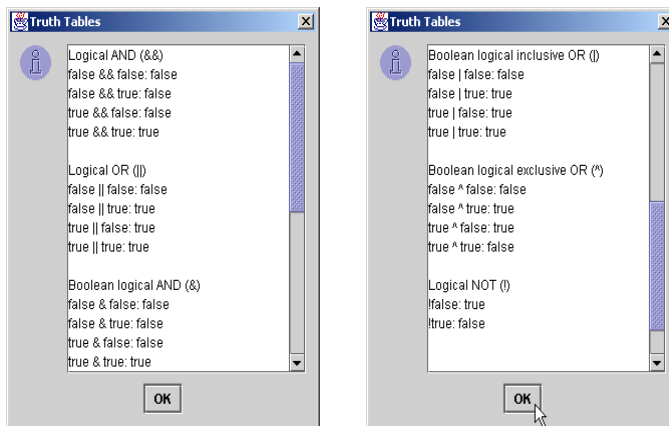 Truth Tables
Logical AND (&&)
false && false: false
false && true: false
true && false: false
true && true: true
Logical OR (||)
false || false: false
false || true: true
true || false: true
true || true: true
Boolean logical AND (&)
false & false: false
false & true: false
true & false: false
true & true: true
OK
Truth Tables
Boolean logical inclusive OR (|)
false | false: false
false | true: true
true | false: true
true | true: true
Boolean logical exclusive OR (^)
false ^ false: false
false ^ true: true
true ^ false: true
true ^ true: false
Logical NOT (!)
!false: true
!true: false
OK